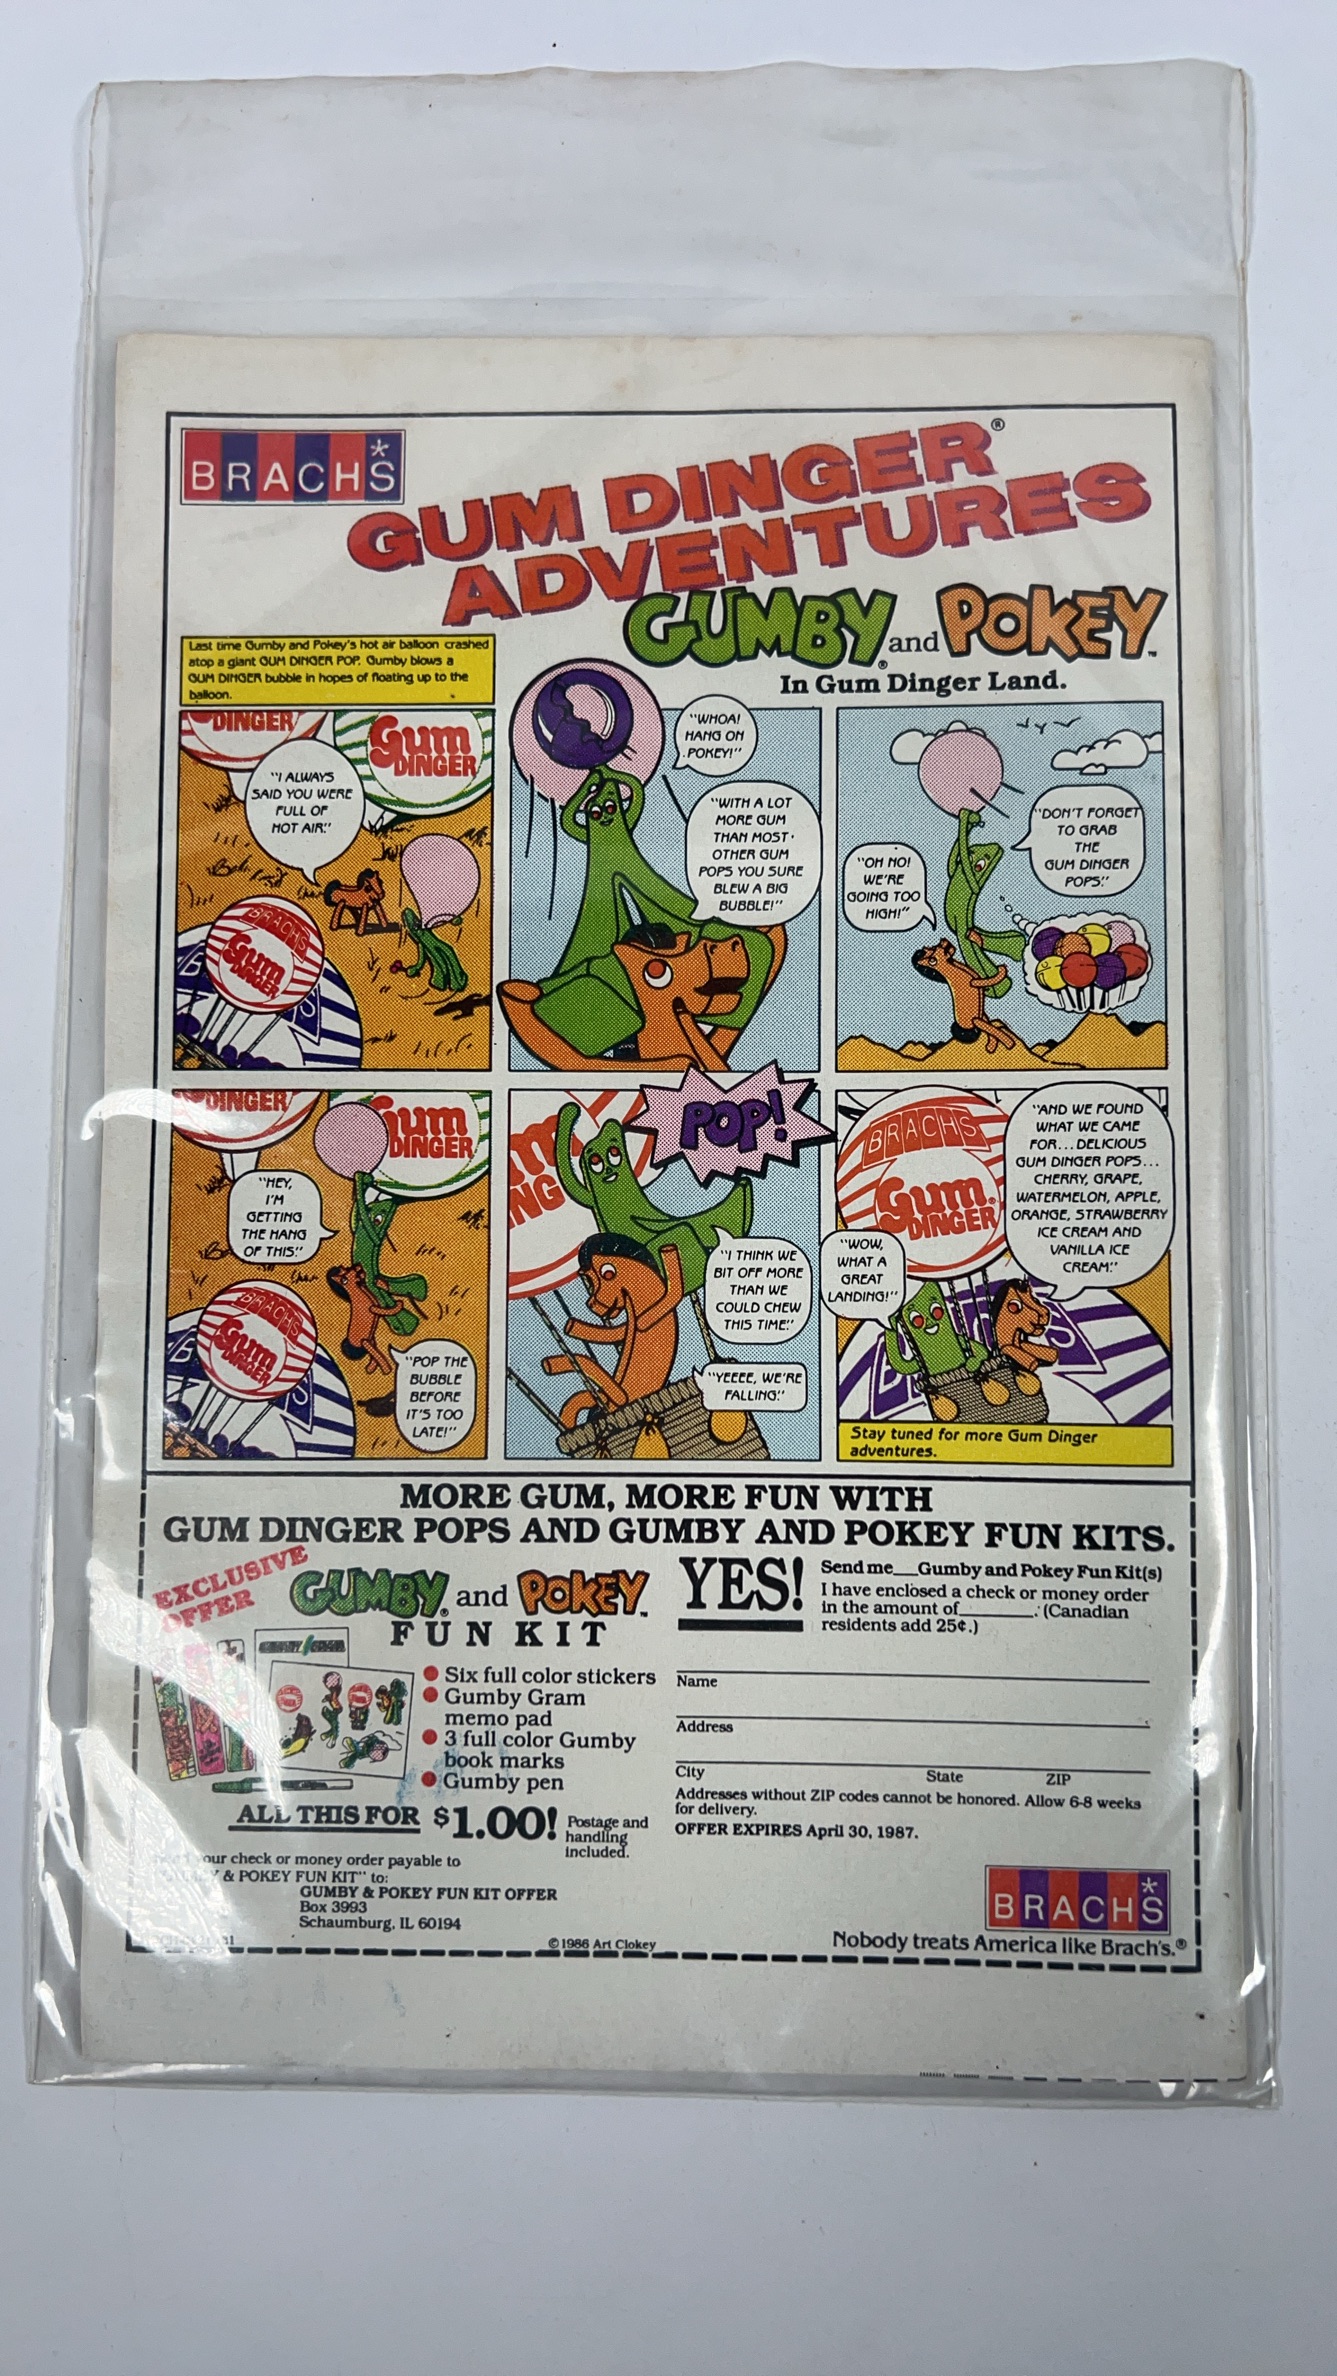 BRACH*S
GUM DINGER®
ADVENTURES
GUMBY® and POKEY™
In Gum Dinger Land.
Last time Gumby and Pokey's hot air balloon crashed
atop a giant GUM DINGER POP. Gumby blows a
GUM DINGER bubble in hopes of floating up to the
balloon.
DINGER
Gum
DINGER
"I ALWAYS
SAID YOU WERE
FULL OF
HOT AIR."
BRACHS
Gum
DINGER
B
S
"WHOA!
HANG ON
POKEY!"
"WITH A LOT
MORE GUM
THAN MOST
OTHER GUM
POPS YOU SURE
BLEW A BIG
BUBBLE!"
"OH NO!
WE'RE
GOING TOO
HIGH!"
"DON'T FORGET
TO GRAB
THE
GUM DINGER
POPS."
DINGER
Gum
DINGER
"HEY,
I'M
GETTING
THE HANG
OF THIS."
BRACHS
Gum
DINGER
B
S
"POP THE
BUBBLE
BEFORE
IT'S TOO
LATE!"
POP!
"I THINK WE
BIT OFF MORE
THAN WE
COULD CHEW
THIS TIME."
"YEEEE, WE'RE
FALLING."
BRACHS
Gum®
DINGER
"WOW,
WHAT A
GREAT
LANDING!"
"AND WE FOUND
WHAT WE CAME
FOR... DELICIOUS
GUM DINGER POPS...
CHERRY, GRAPE,
WATERMELON, APPLE,
ORANGE, STRAWBERRY
ICE CREAM AND
VANILLA ICE
CREAM."
Stay tuned for more Gum Dinger
adventures.
MORE GUM, MORE FUN WITH
GUM DINGER POPS AND GUMBY AND POKEY FUN KITS.
EXCLUSIVE
OFFER
GUMBY® and POKEY™
FUN KIT
• Six full color stickers
• Gumby Gram
memo pad
• 3 full color Gumby
book marks
• Gumby pen
ALL THIS FOR $1.00! Postage and
handling
included.
your check or money order payable to
& POKEY FUN KIT" to:
GUMBY & POKEY FUN KIT OFFER
Box 3993
Schaumburg, IL 60194
©1986 Art Clokey
YES!
Send me___Gumby and Pokey Fun Kit(s)
I have enclosed a check or money order
in the amount of________. (Canadian
residents add 25¢.)
Name
Address
City State ZIP
Addresses without ZIP codes cannot be honored. Allow 6-8 weeks
for delivery.
OFFER EXPIRES April 30, 1987.
BRACH*S
Nobody treats America like Brach's.®